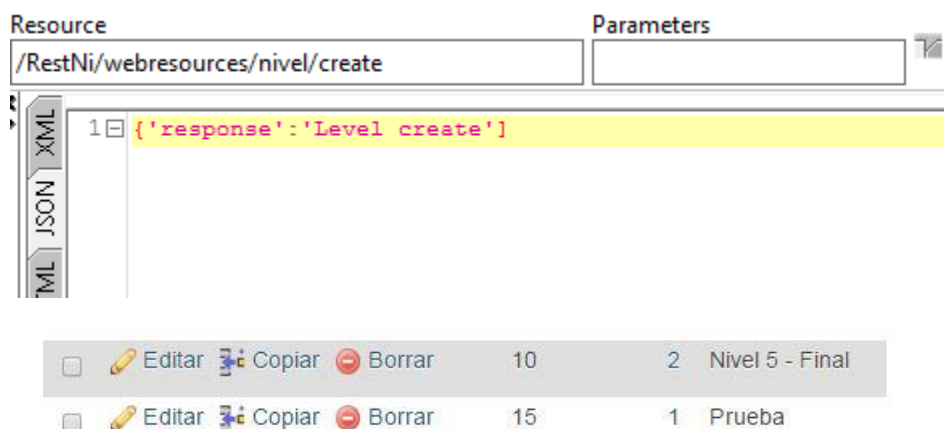 Resource Parameters
/RestNi/webresources/nivel/create
XML
1 {'response':'Level create']
JSON
TML
Editar Copiar Borrar 10 2 Nivel 5 - Final
Editar Copiar Borrar 15 1 Prueba